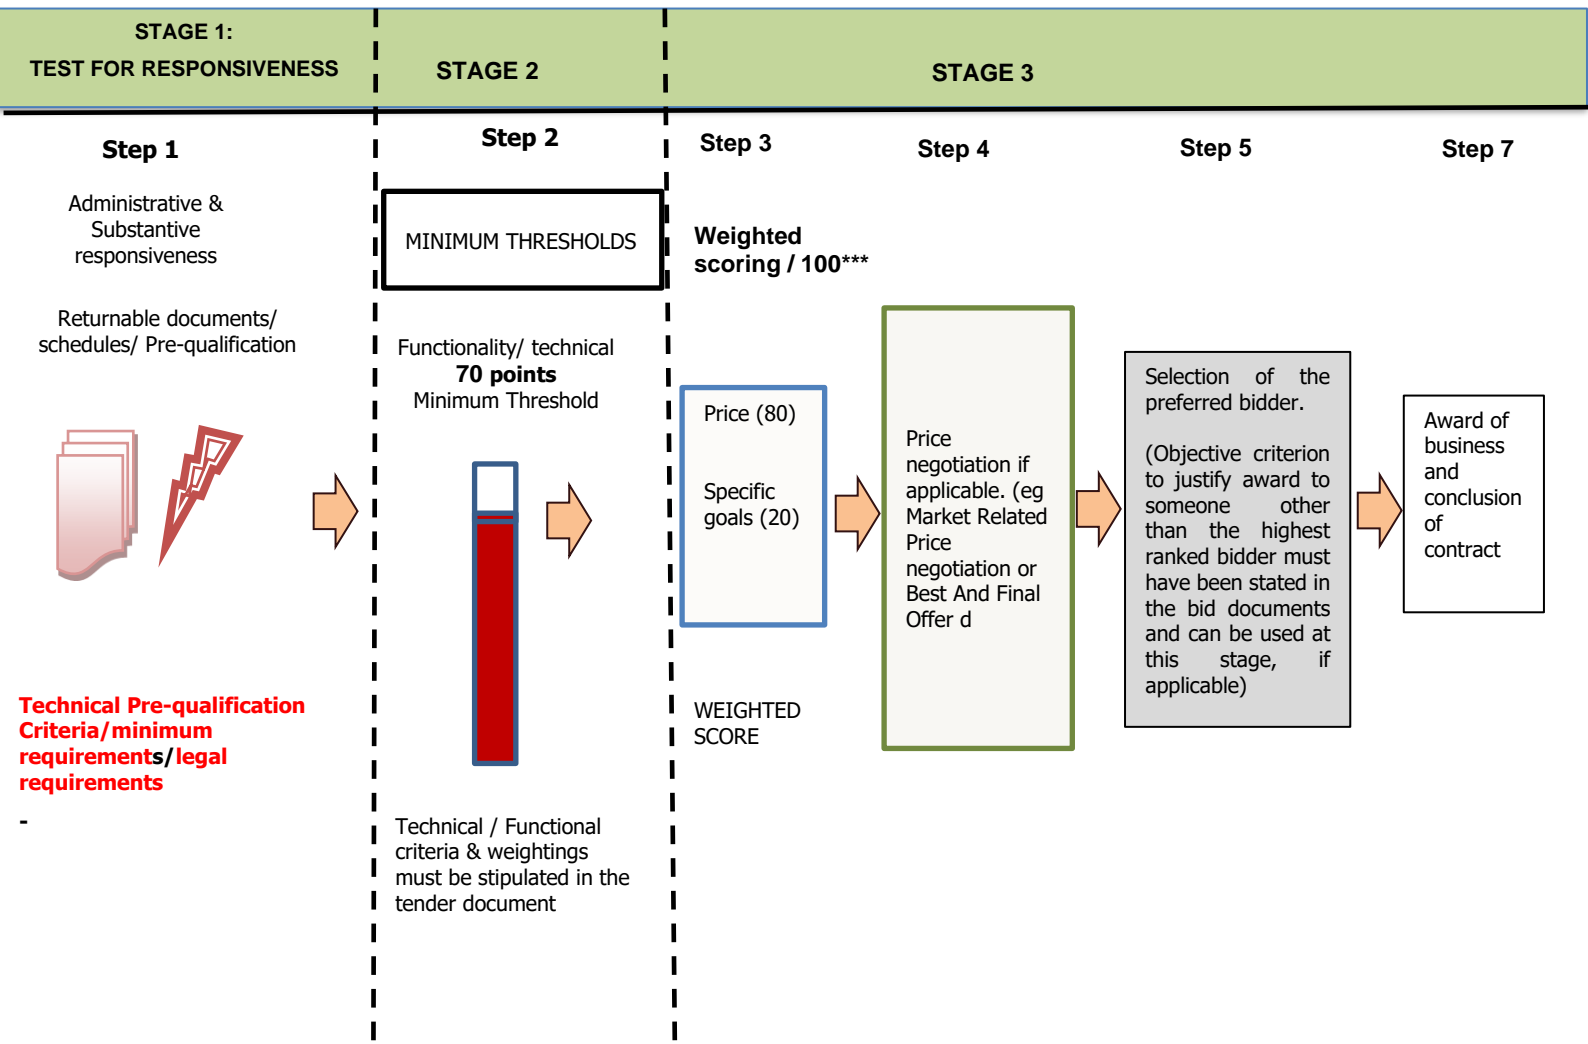 STAGE 1:
TEST FOR RESPONSIVENESS
STAGE 2
STAGE 3
Step 1
Administrative &
Substantive
responsiveness
Returnable documents/
schedules/ Pre-qualification
Technical Pre-qualification
Criteria/minimum
requirements/legal
requirements
-
Step 2
MINIMUM THRESHOLDS
Functionality/ technical
70 points
Minimum Threshold
Technical / Functional
criteria & weightings
must be stipulated in the
tender document
Step 3
Weighted
scoring / 100***
Price (80)
Specific
goals (20)
WEIGHTED
SCORE
Step 4
Price
negotiation if
applicable. (eg
Market Related
Price
negotiation or
Best And Final
Offer d
Step 5
Selection of the
preferred bidder.
(Objective criterion
to justify award to
someone other
than the highest
ranked bidder must
have been stated in
the bid documents
and can be used at
this stage, if
applicable)
Step 7
Award of
business
and
conclusion
of
contract